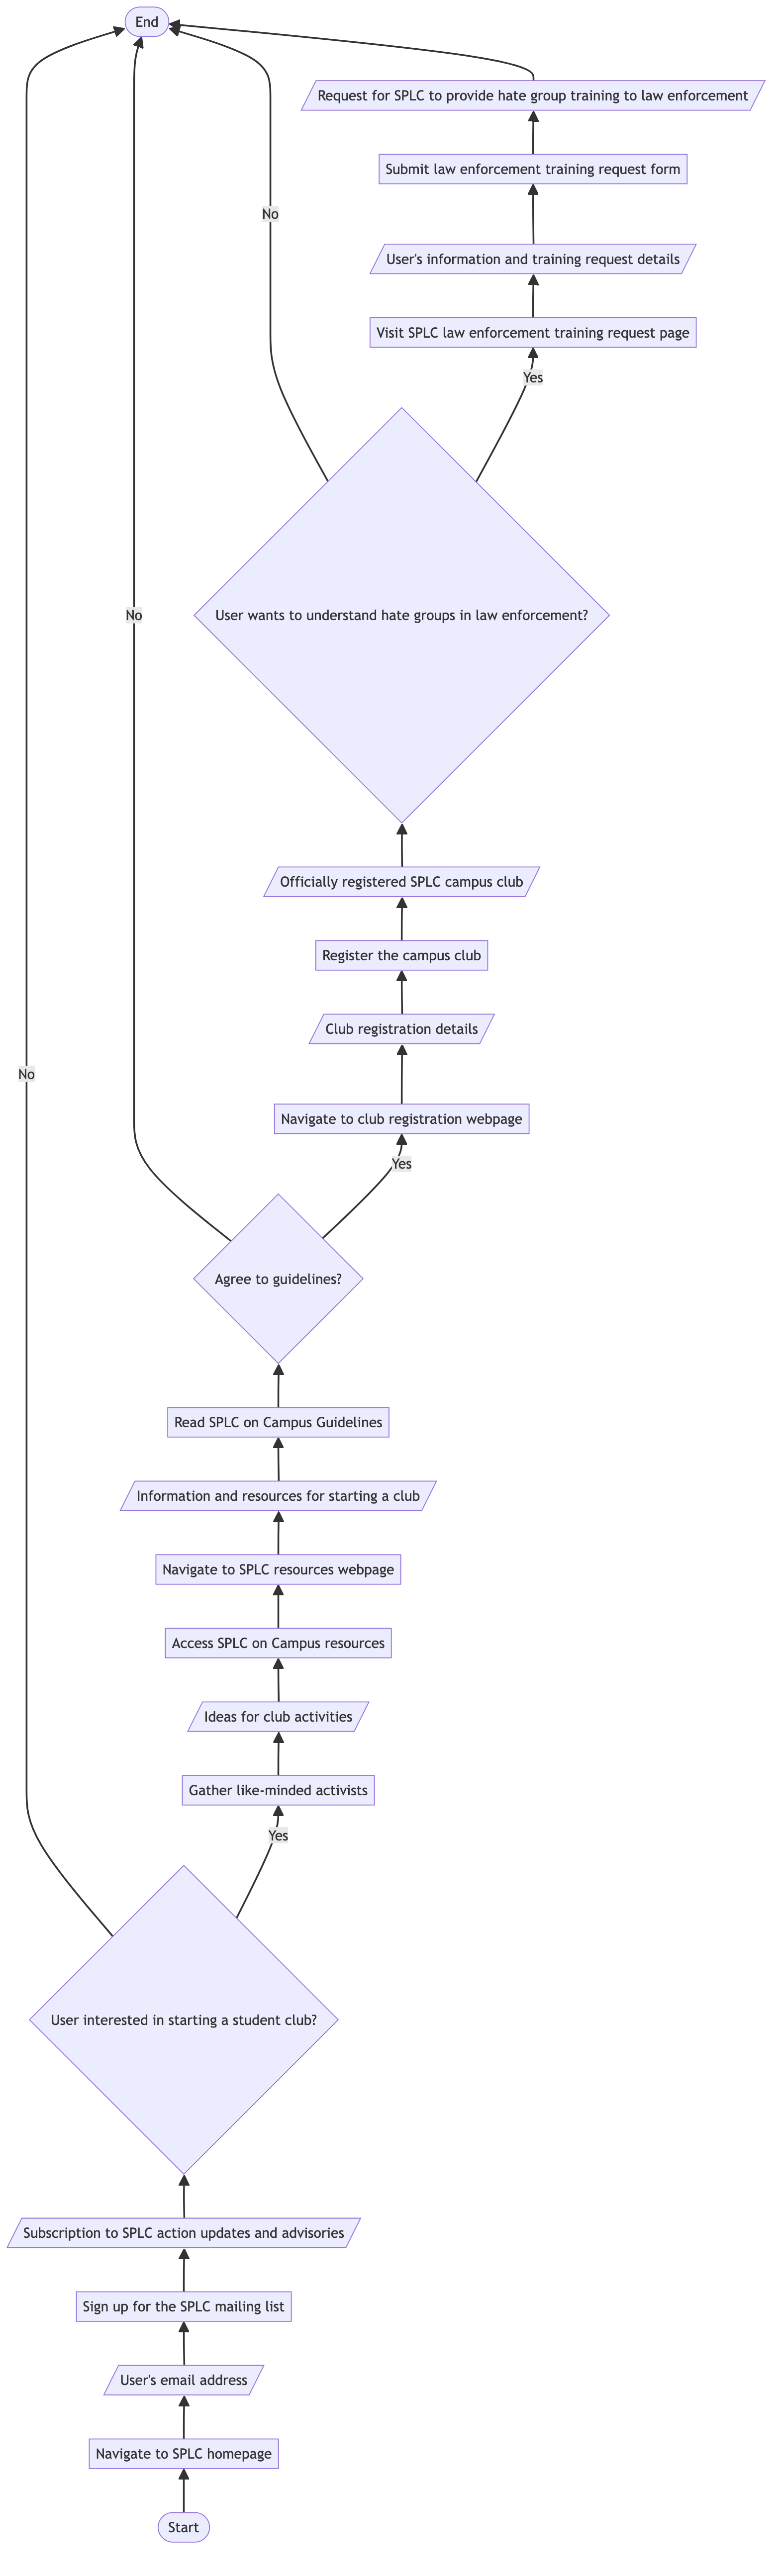 End
Request for SPLC to provide hate group training to law enforcement
Submit law enforcement training request form
No
User's information and training request details
Visit SPLC law enforcement training request page
Yes
User wants to understand hate groups in law enforcement?
No
Officially registered SPLC campus club
Register the campus club
Club registration details
No
Navigate to club registration webpage
Yes
Agree to guidelines?
Read SPLC on Campus Guidelines
Information and resources for starting a club
Navigate to SPLC resources webpage
Access SPLC on Campus resources
Ideas for club activities
Gather like-minded activists
Yes
User interested in starting a student club?
Subscription to SPLC action updates and advisories
Sign up for the SPLC mailing list
User's email address
Navigate to SPLC homepage
Start